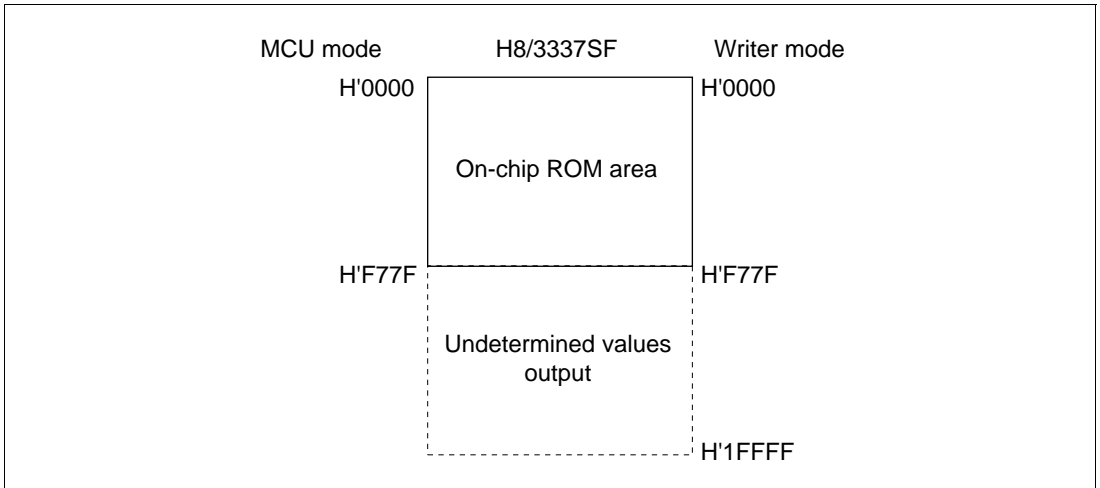 MCU mode H8/3337SF Writer mode
H'0000 H'0000
On-chip ROM area
H'F77F H'F77F
Undetermined values
output
H'1FFFF